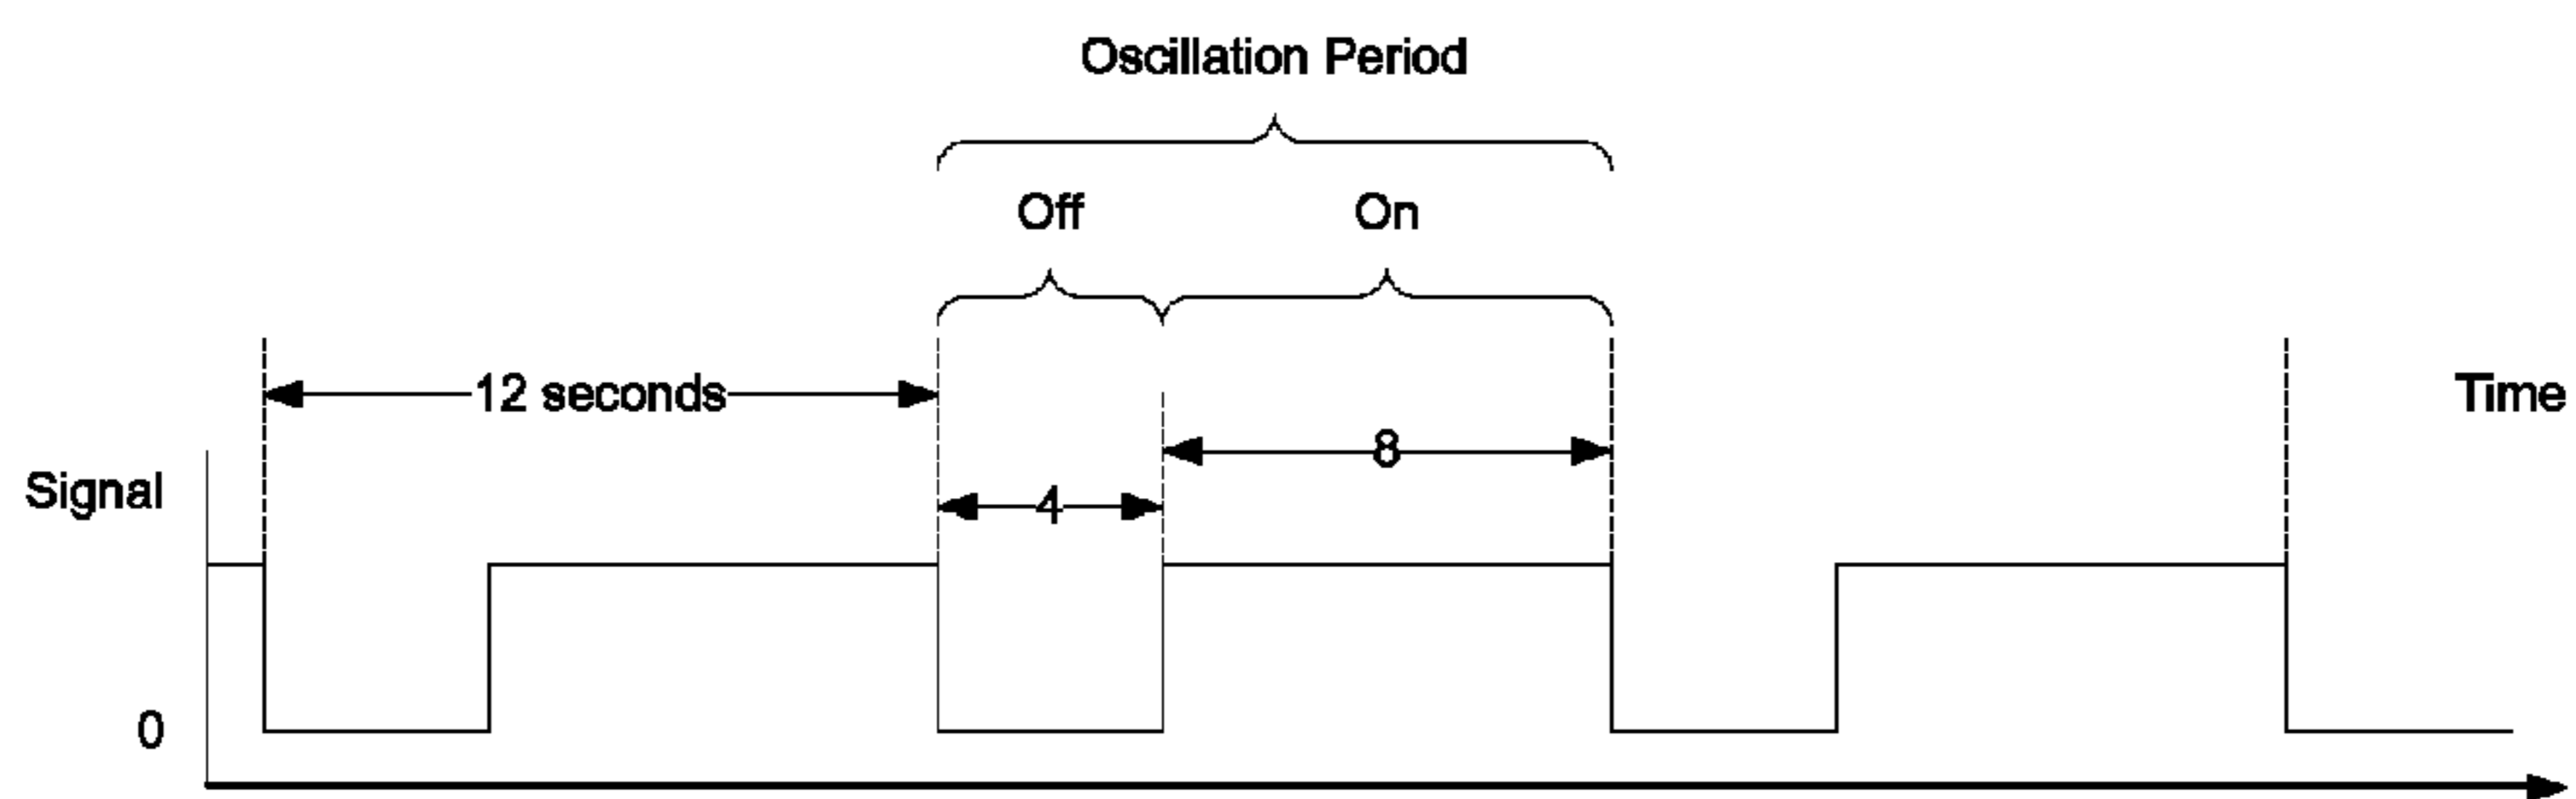 Oscillation Period
Off On
12 seconds
Time
8
Signal
4
0